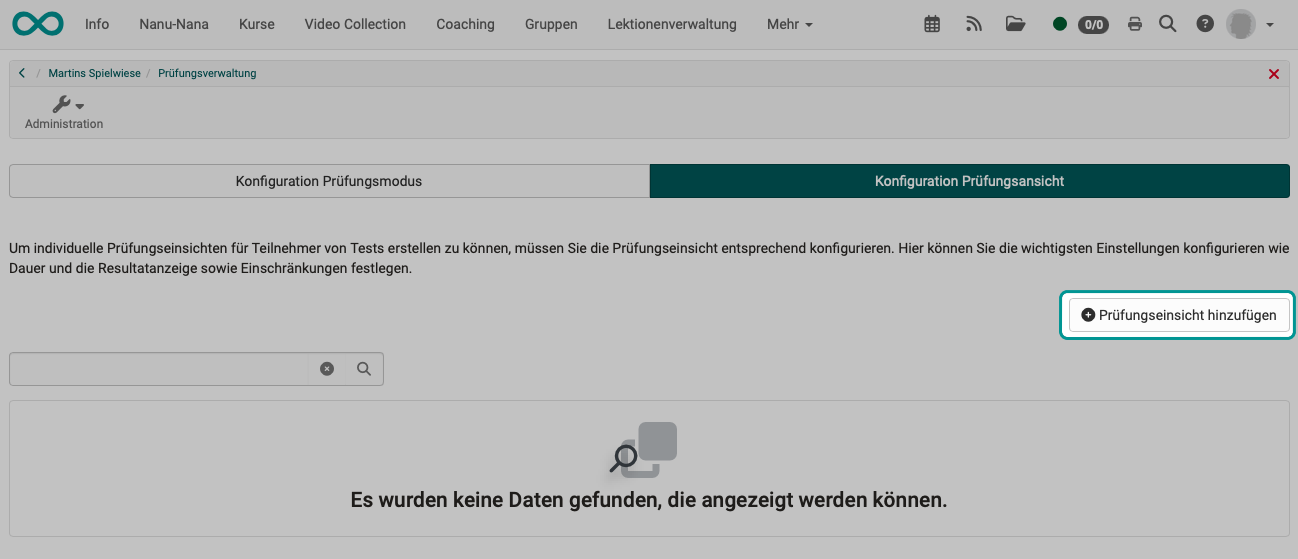 Info Nanu-Nana Kurse Video Collection Coaching Gruppen Lektionenverwaltung Mehr 0/0
/ Martins Spielwiese / Prüfungsverwaltung
Administration
Konfiguration Prüfungsmodus Konfiguration Prüfungsansicht
Um individuelle Prüfungseinsichten für Teilnehmer von Tests erstellen zu können, müssen Sie die Prüfungseinsicht entsprechend konfigurieren. Hier können Sie die wichtigsten Einstellungen konfigurieren wie
Dauer und die Resultatanzeige sowie Einschränkungen festlegen.
Prüfungseinsicht hinzufügen
Es wurden keine Daten gefunden, die angezeigt werden können.